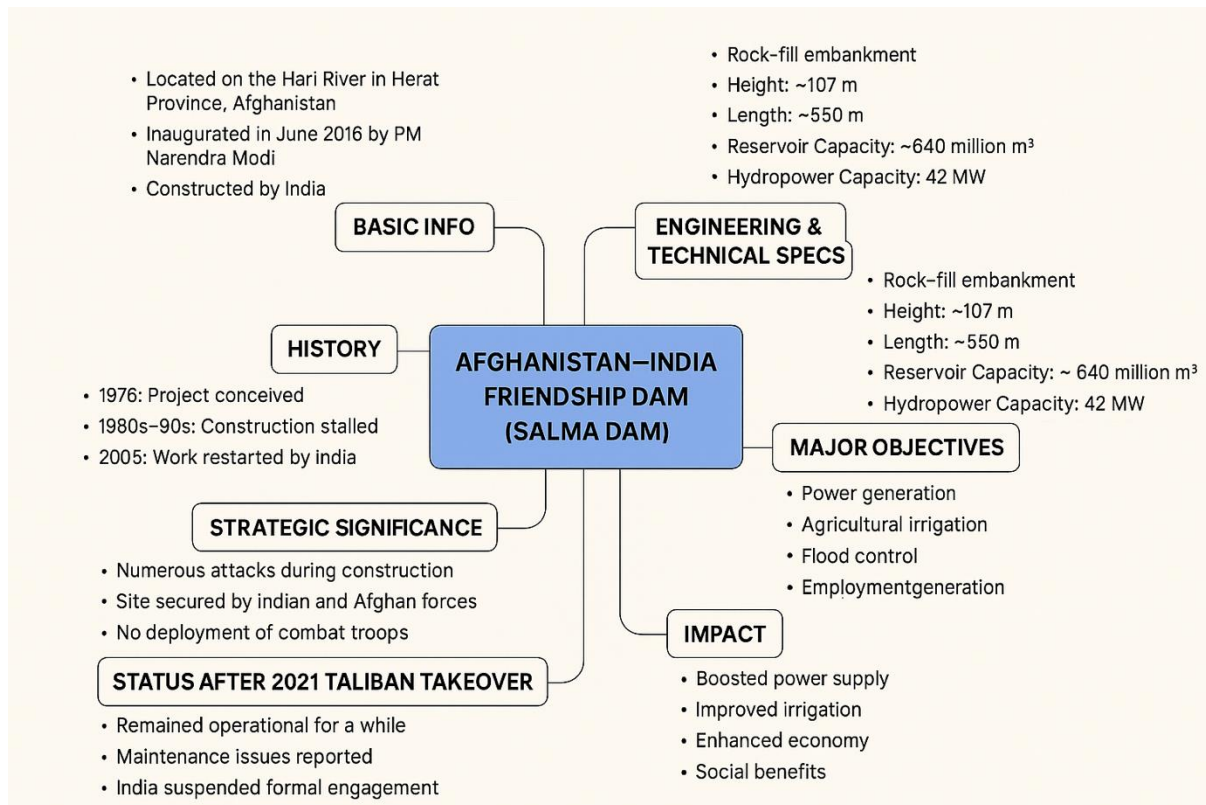 • Located on the Hari River in Herat
Province, Afghanistan
• Inaugurated in June 2016 by PM
Narendra Modi
• Constructed by India
BASIC INFO
• Rock-fill embankment
• Height: ~107 m
• Length: ~550 m
• Reservoir Capacity: ~640 million m³
• Hydropower Capacity: 42 MW
ENGINEERING &
TECHNICAL SPECS
• Rock-fill embankment
• Height: ~107 m
• Length: ~550 m
• Reservoir Capacity: ~ 640 million m³
• Hydropower Capacity: 42 MW
AFGHANISTAN–INDIA
FRIENDSHIP DAM
(SALMA DAM)
HISTORY
• 1976: Project conceived
• 1980s–90s: Construction stalled
• 2005: Work restarted by india
MAJOR OBJECTIVES
• Power generation
• Agricultural irrigation
• Flood control
• Employmentgeneration
STRATEGIC SIGNIFICANCE
• Numerous attacks during construction
• Site secured by indian and Afghan forces
• No deployment of combat troops
IMPACT
• Boosted power supply
• Improved irrigation
• Enhanced economy
• Social benefits
STATUS AFTER 2021 TALIBAN TAKEOVER
• Remained operational for a while
• Maintenance issues reported
• India suspended formal engagement